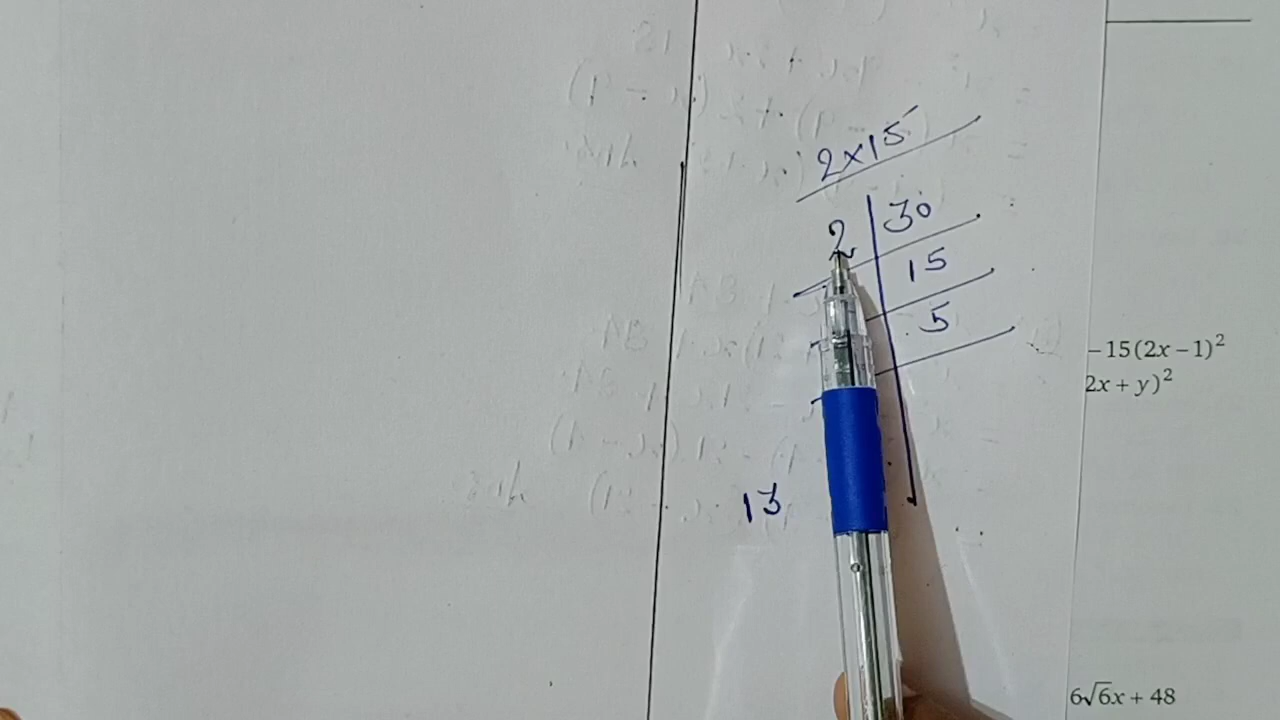 2×15
2 30
15
5
13
–15(2x–1)²
2x+y)²
6√6x+48